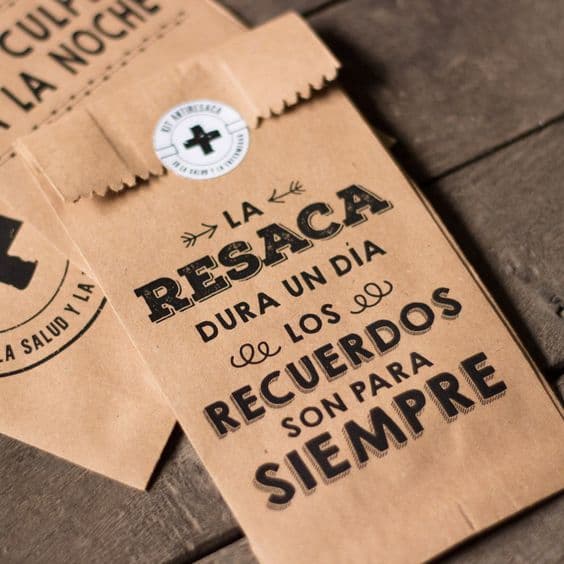 CULP
LA NOCHE
KIT ANTIRESACA
EN LA SALUD Y LA ENFERMEDAD
LA
RESACA
DURA UN DÍA
LOS
RECUERDOS
SON PARA
SIEMPRE
LA SALUD Y LA